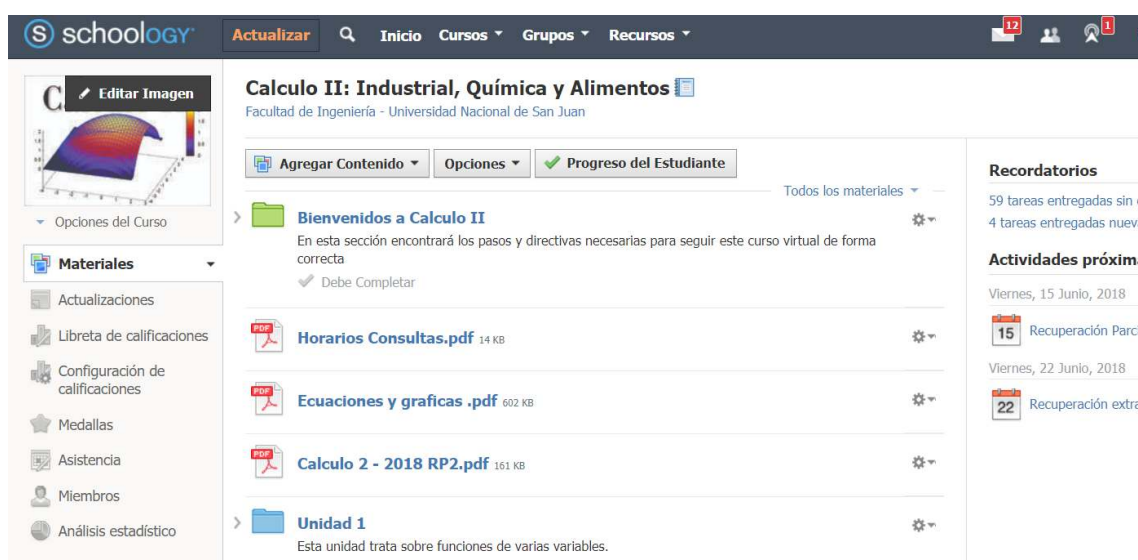 S schoology
Actualizar Inicio Cursos Grupos Recursos
12
1
Editar Imagen
Opciones del Curso
Materiales
Actualizaciones
Libreta de calificaciones
Configuración de
calificaciones
Medallas
Asistencia
Miembros
Análisis estadístico
Calculo II: Industrial, Química y Alimentos
Facultad de Ingeniería - Universidad Nacional de San Juan
Agregar Contenido Opciones Progreso del Estudiante
Todos los materiales
Bienvenidos a Calculo II
En esta sección encontrará los pasos y directivas necesarias para seguir este curso virtual de forma
correcta
Debe Completar
PDF Horarios Consultas.pdf 14 KB
PDF Ecuaciones y graficas .pdf 602 KB
PDF Calculo 2 - 2018 RP2.pdf 161 KB
Unidad 1
Esta unidad trata sobre funciones de varias variables.
Recordatorios
59 tareas entregadas sin
4 tareas entregadas nuev
Actividades próxim
Viernes, 15 Junio, 2018
15 Recuperación Parc
Viernes, 22 Junio, 2018
22 Recuperación extra